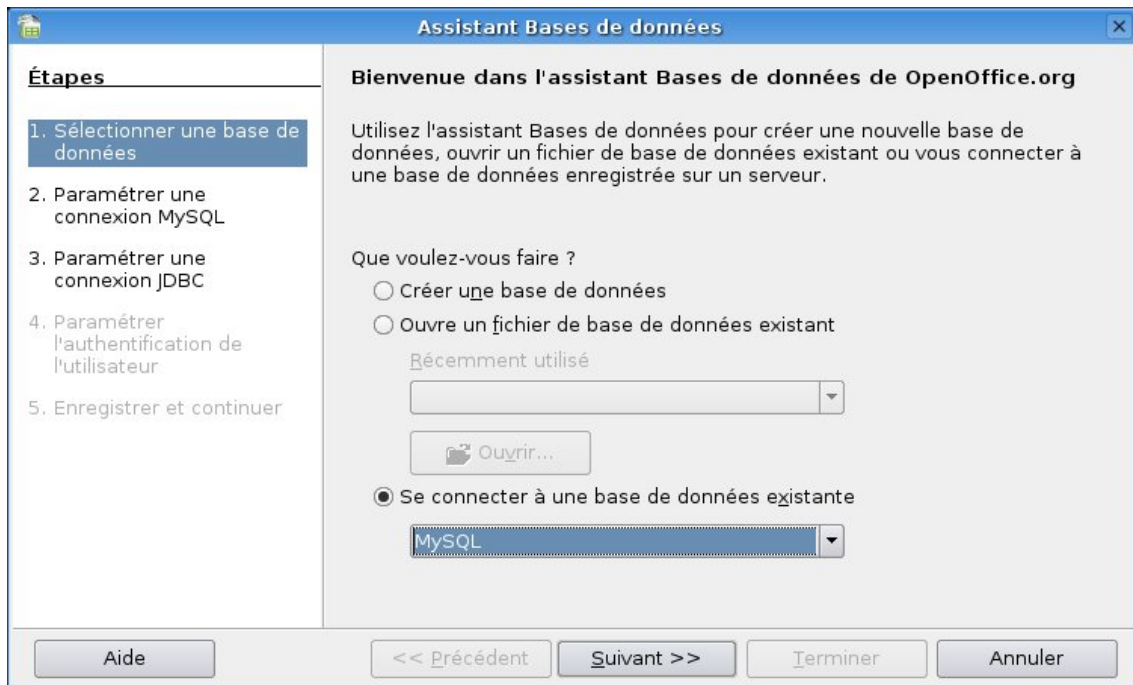 Assistant Bases de données
Étapes
1. Sélectionner une base de
données
2. Paramétrer une
connexion MySQL
3. Paramétrer une
connexion JDBC
4. Paramétrer
l'authentification de
l'utilisateur
5. Enregistrer et continuer
Bienvenue dans l'assistant Bases de données de OpenOffice.org
Utilisez l'assistant Bases de données pour créer une nouvelle base de
données, ouvrir un fichier de base de données existant ou vous connecter à
une base de données enregistrée sur un serveur.
Que voulez-vous faire ?
Créer une base de données
Ouvre un fichier de base de données existant
Récemment utilisé
Ouvrir...
Se connecter à une base de données existante
MySQL
Aide
<< Précédent
Suivant >>
Terminer
Annuler